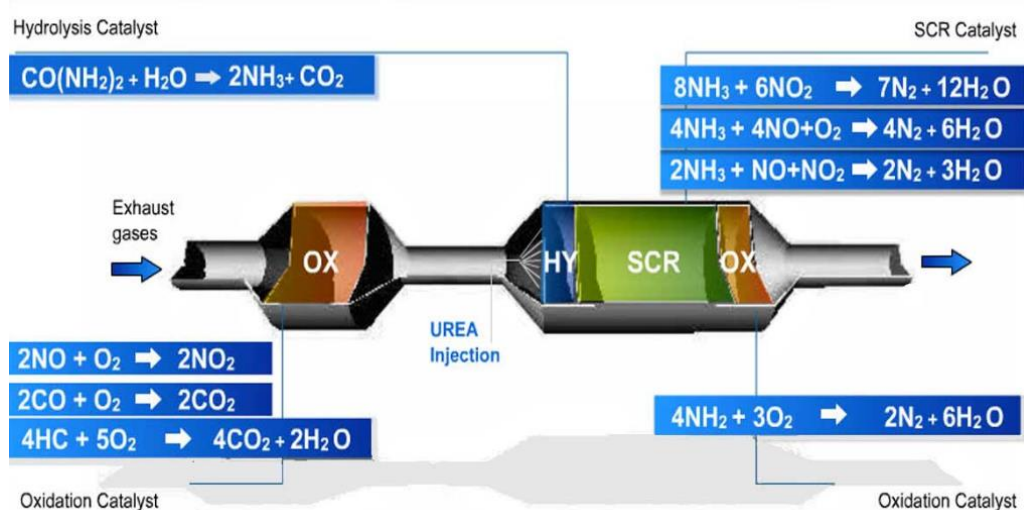 Hydrolysis Catalyst
CO(NH₂)₂ + H₂O ➡ 2NH₃+ CO₂
SCR Catalyst
8NH₃ + 6NO₂ ➡ 7N₂ + 12H₂O
4NH₃ + 4NO+O₂ ➡ 4N₂ + 6H₂O
2NH₃ + NO+NO₂ ➡ 2N₂ + 3H₂O
Exhaust
gases
OX
HY
SCR
OX
UREA
Injection
2NO + O₂ ➡ 2NO₂
2CO + O₂ ➡ 2CO₂
4HC + 5O₂ ➡ 4CO₂ + 2H₂O
Oxidation Catalyst
4NH₂ + 3O₂ ➡ 2N₂ + 6H₂O
Oxidation Catalyst